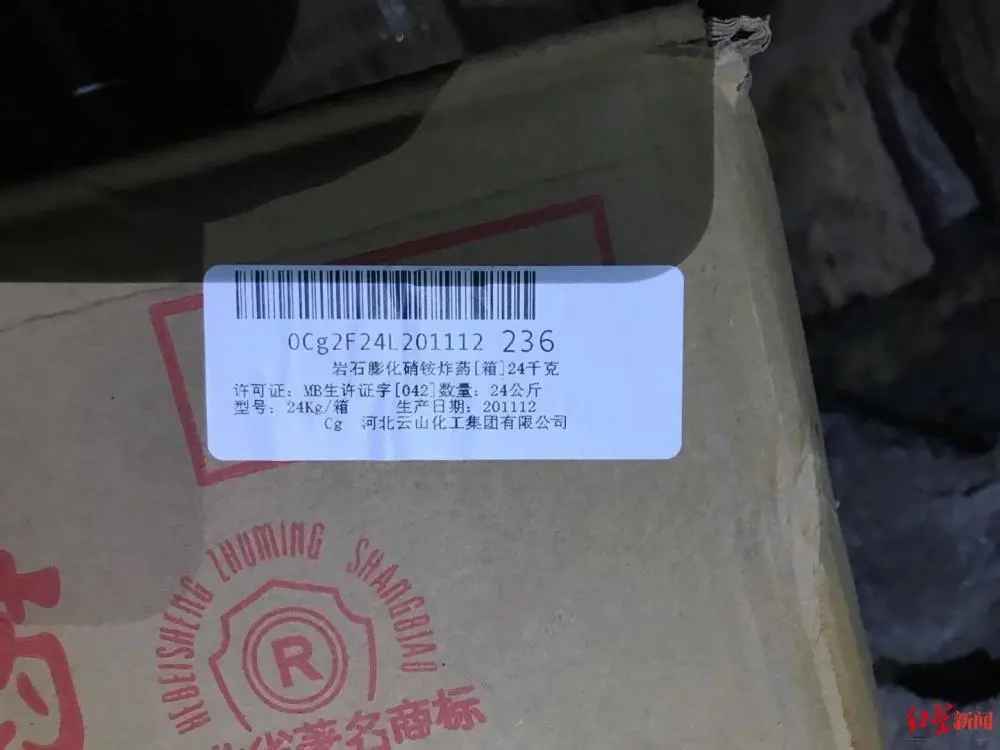 0Cg2F24L201112 236
岩石膨化硝铵炸药[箱]24千克
许可证：MB生许证字[042]数量：24公斤
型号：24Kg/箱 生产日期：201112
Cg 河北云山化工集团有限公司
HEBEISHENG ZHUMING SHANGBIAO
R
省著名商标
药
红星新闻